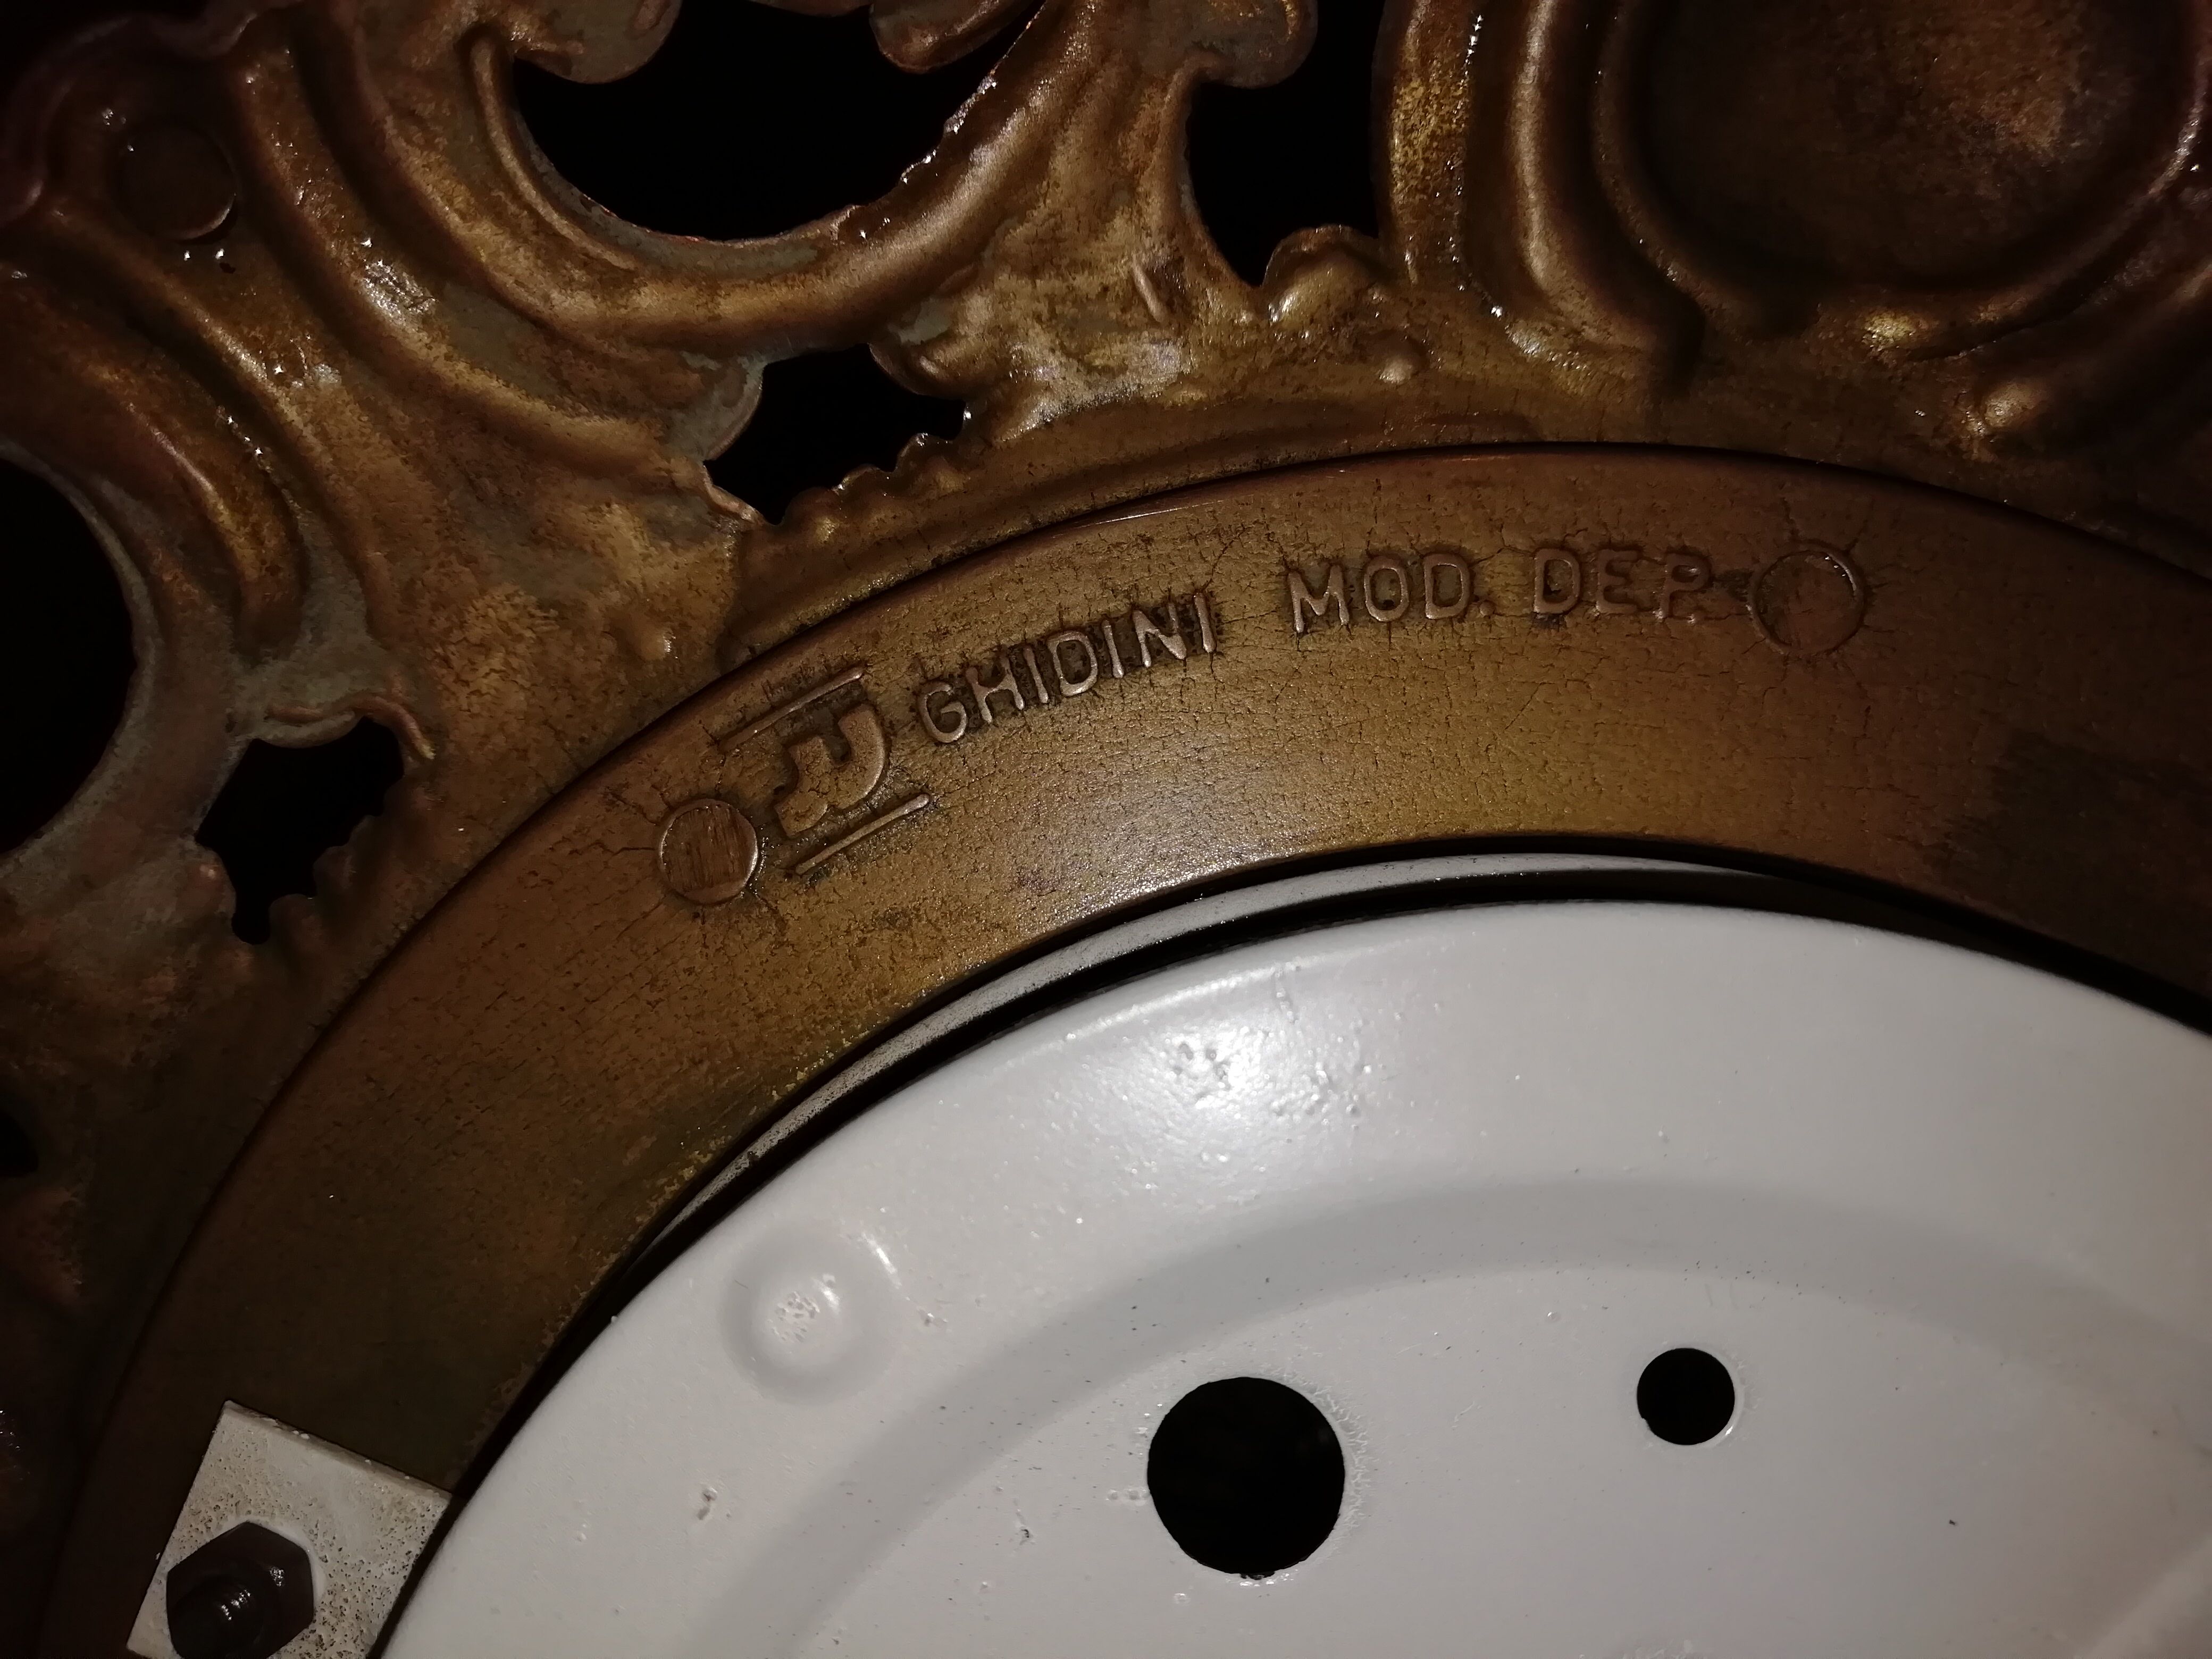 GHIDINI MOD. DEP.